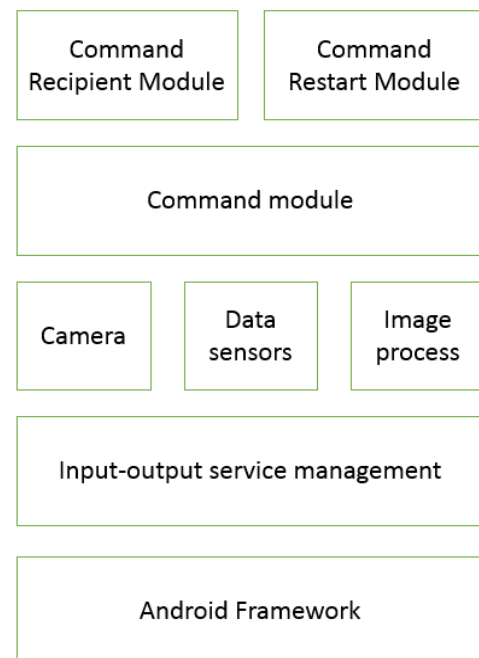 Command
Recipient Module
Command
Restart Module
Command module
Camera
Data
sensors
Image
process
Input-output service management
Android Framework